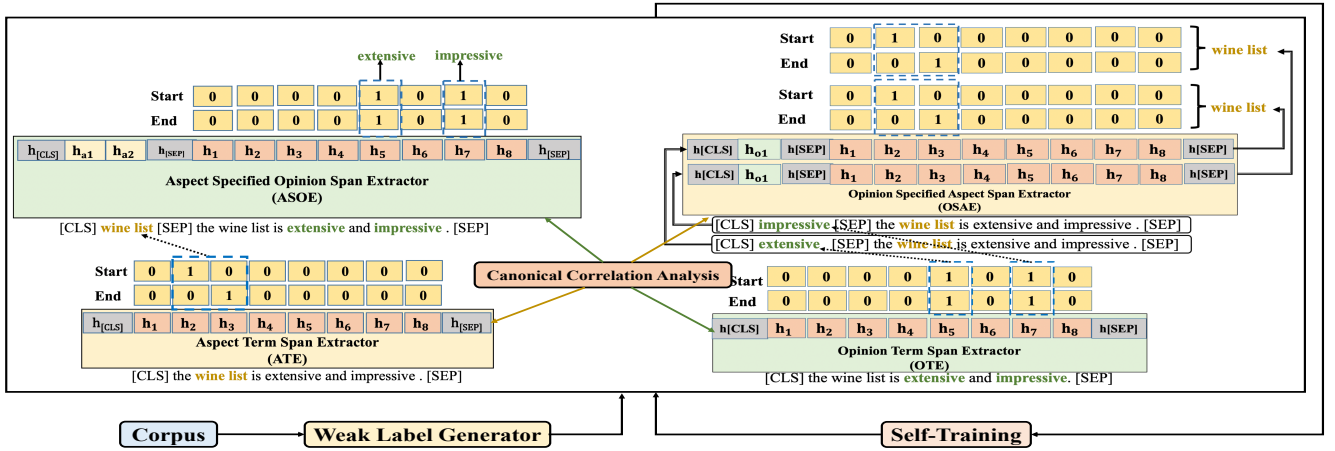 extensive impressive
Start 0 0 0 0 1 0 1 0
End 0 0 0 0 1 0 1 0
h[CLS] ha1 ha2 h[SEP] h1 h2 h3 h4 h5 h6 h7 h8 h[SEP]
Aspect Specified Opinion Span Extractor
(ASOE)
[CLS] wine list [SEP] the wine list is extensive and impressive . [SEP]
Start 0 1 0 0 0 0 0 0
End 0 0 1 0 0 0 0 0
h[CLS] h1 h2 h3 h4 h5 h6 h7 h8 h[SEP]
Aspect Term Span Extractor
(ATE)
[CLS] the wine list is extensive and impressive . [SEP]
Canonical Correlation Analysis
Start 0 1 0 0 0 0 0 0
End 0 0 1 0 0 0 0 0
wine list
Start 0 1 0 0 0 0 0 0
End 0 0 1 0 0 0 0 0
wine list
h[CLS] ho1 h[SEP] h1 h2 h3 h4 h5 h6 h7 h8 h[SEP]
h[CLS] ho1 h[SEP] h1 h2 h3 h4 h5 h6 h7 h8 h[SEP]
Opinion Specified Aspect Span Extractor
(OSAE)
[CLS] impressive [SEP] the wine list is extensive and impressive . [SEP]
[CLS] extensive [SEP] the wine list is extensive and impressive . [SEP]
Start 0 0 0 0 1 0 1 0
End 0 0 0 0 1 0 1 0
h[CLS] h1 h2 h3 h4 h5 h6 h7 h8 h[SEP]
Opinion Term Span Extractor
(OTE)
[CLS] the wine list is extensive and impressive. [SEP]
Corpus
Weak Label Generator
Self-Training